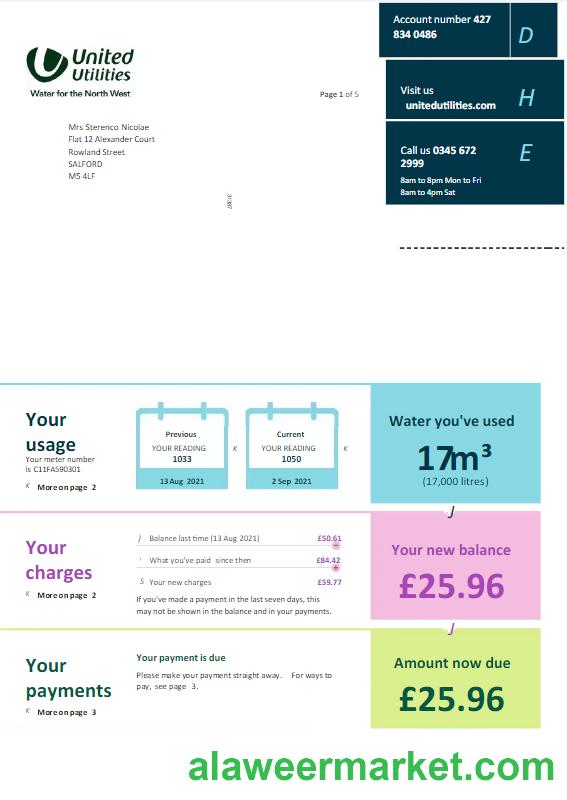 Account number 427
834 0486
D
United
Utilities
Water for the North West
Visit us
unitedutilities.com
H
Page 1 of 5
Mrs Sterenco Nicolae
Flat 12 Alexander Court
Rowland Street
SALFORD
M5 4LF
Call us 0345 672
2999
8am to 8pm Mon to Fri
8am to 4pm Sat
E
31387
Your
usage
Your meter number
is C11FA590301
K More on page 2
Previous
YOUR READING
1033
13 Aug 2021
K
Current
YOUR READING
1050
2 Sep 2021
K
Water you've used
17m³
(17,000 litres)
J
Your
charges
K More on page 2
J Balance last time (13 Aug 2021) £50.61
−
What you've paid since then £84.42
+
S Your new charges £59.77
If you've made a payment in the last seven days, this
may not be shown in the balance and in your payments.
Your new balance
£25.96
J
Your
payments
K More on page 3
Your payment is due
Please make your payment straight away. For ways to
pay, see page 3.
Amount now due
£25.96
alaweermarket.com